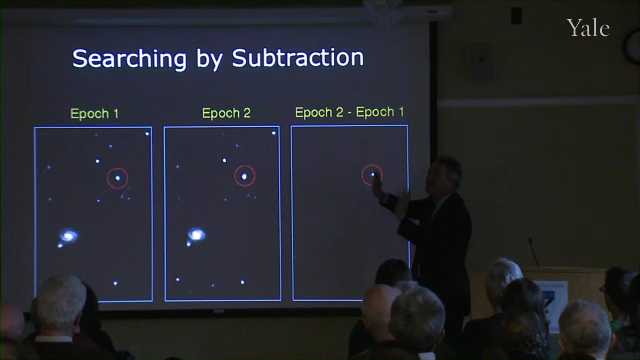 Yale
Searching by Subtraction
Epoch 1
Epoch 2
Epoch 2 - Epoch 1